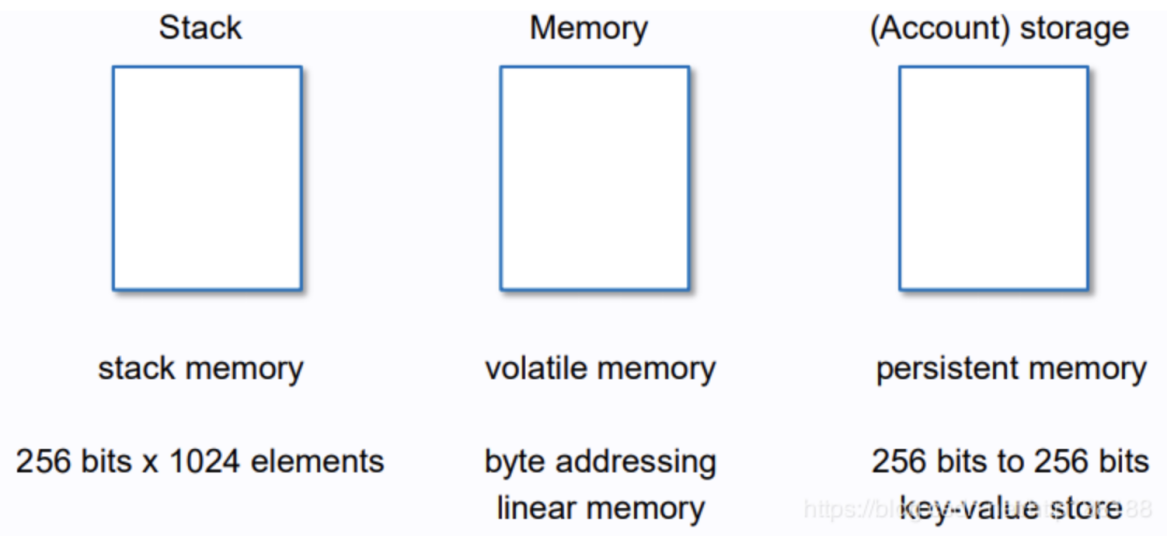 Stack
Memory
(Account) storage
stack memory
volatile memory
persistent memory
256 bits x 1024 elements
byte addressing
linear memory
256 bits to 256 bits
key-value store